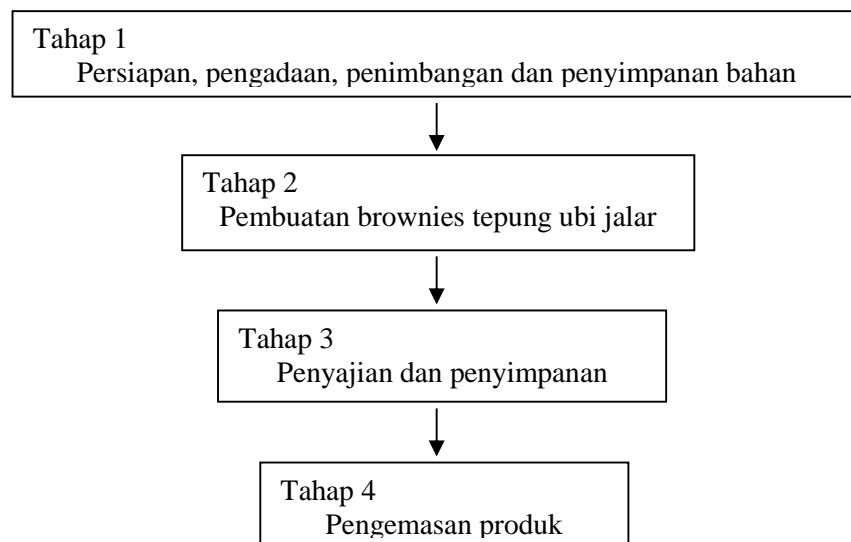 Tahap 1
Persiapan, pengadaan, penimbangan dan penyimpanan bahan
Tahap 2
Pembuatan brownies tepung ubi jalar
Tahap 3
Penyajian dan penyimpanan
Tahap 4
Pengemasan produk